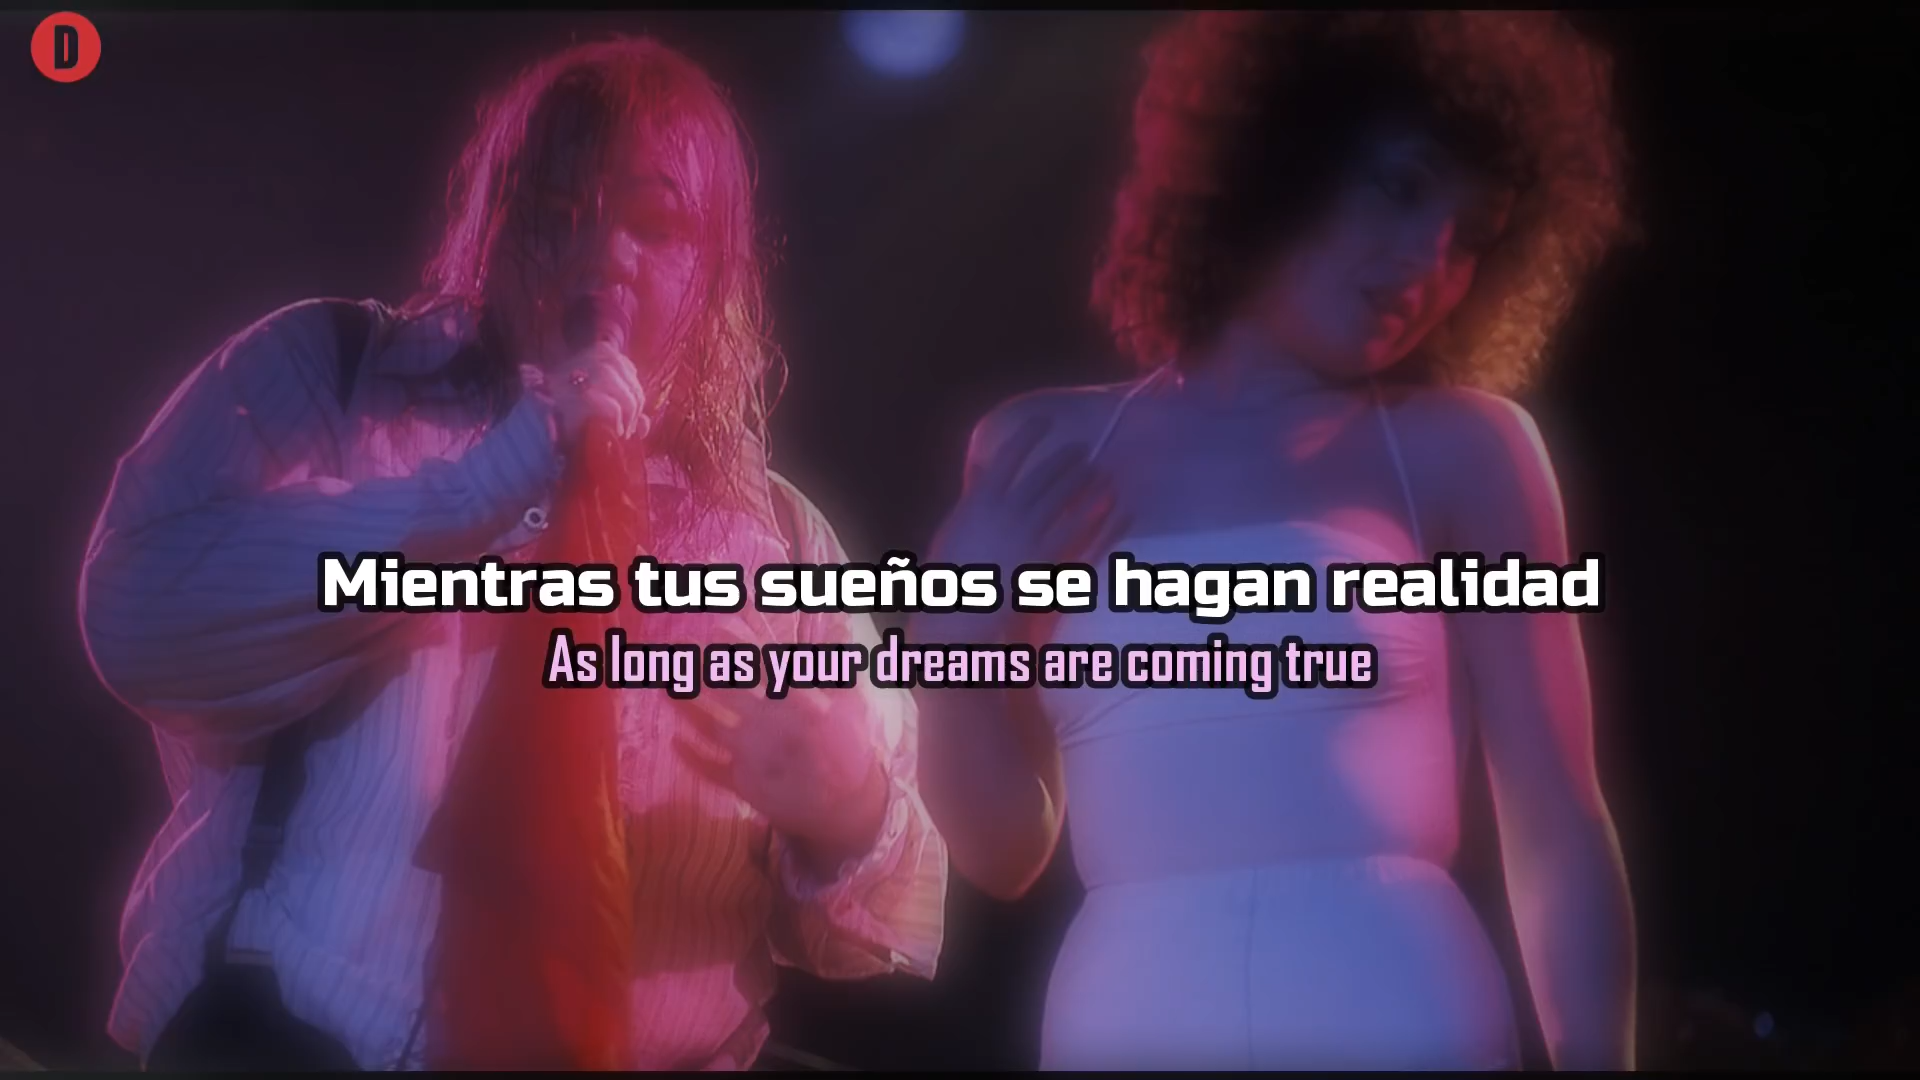 D
Mientras tus sueños se hagan realidad
As long as your dreams are coming true